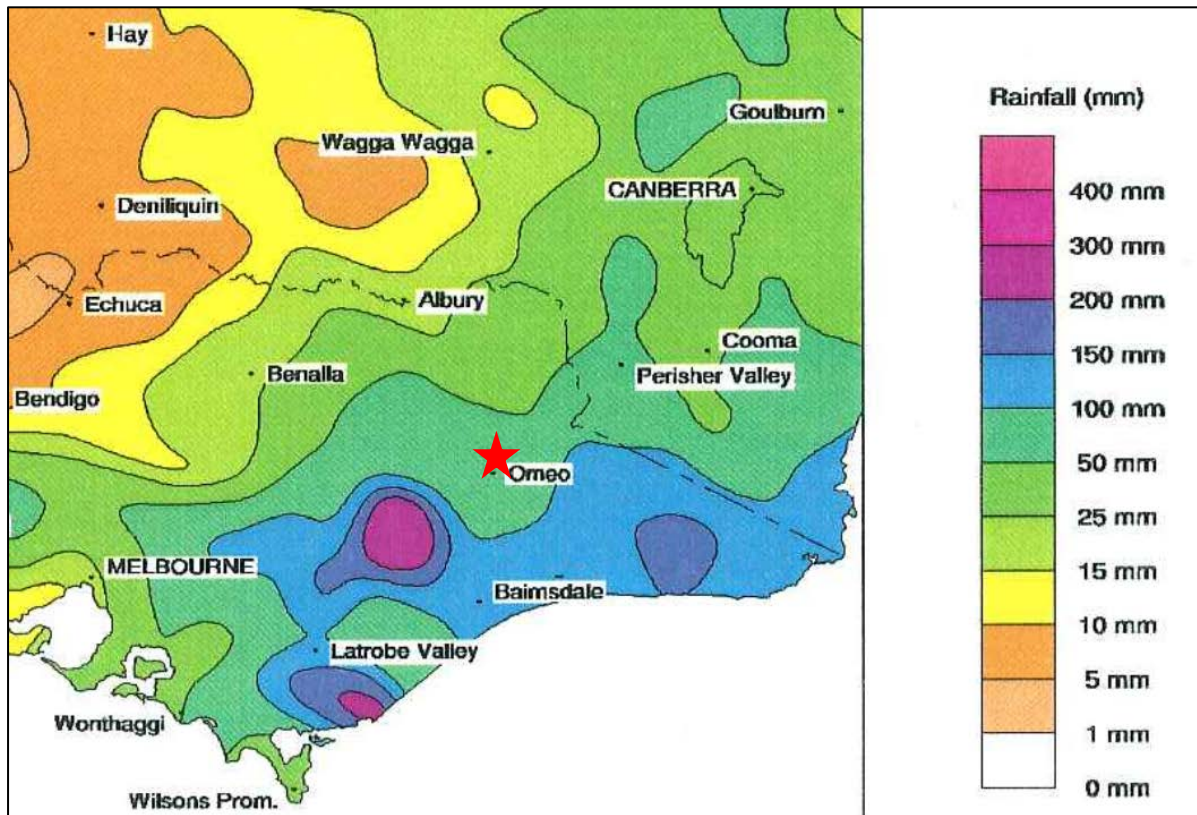 Hay
Goulburn
Wagga Wagga
CANBERRA
Deniliquin
Echuca
Albury
Cooma
Benalla
Perisher Valley
Bendigo
Omeo
MELBOURNE
Bairnsdale
Latrobe Valley
Wonthaggi
Wilsons Prom.
Rainfall (mm)
400 mm
300 mm
200 mm
150 mm
100 mm
50 mm
25 mm
15 mm
10 mm
5 mm
1 mm
0 mm